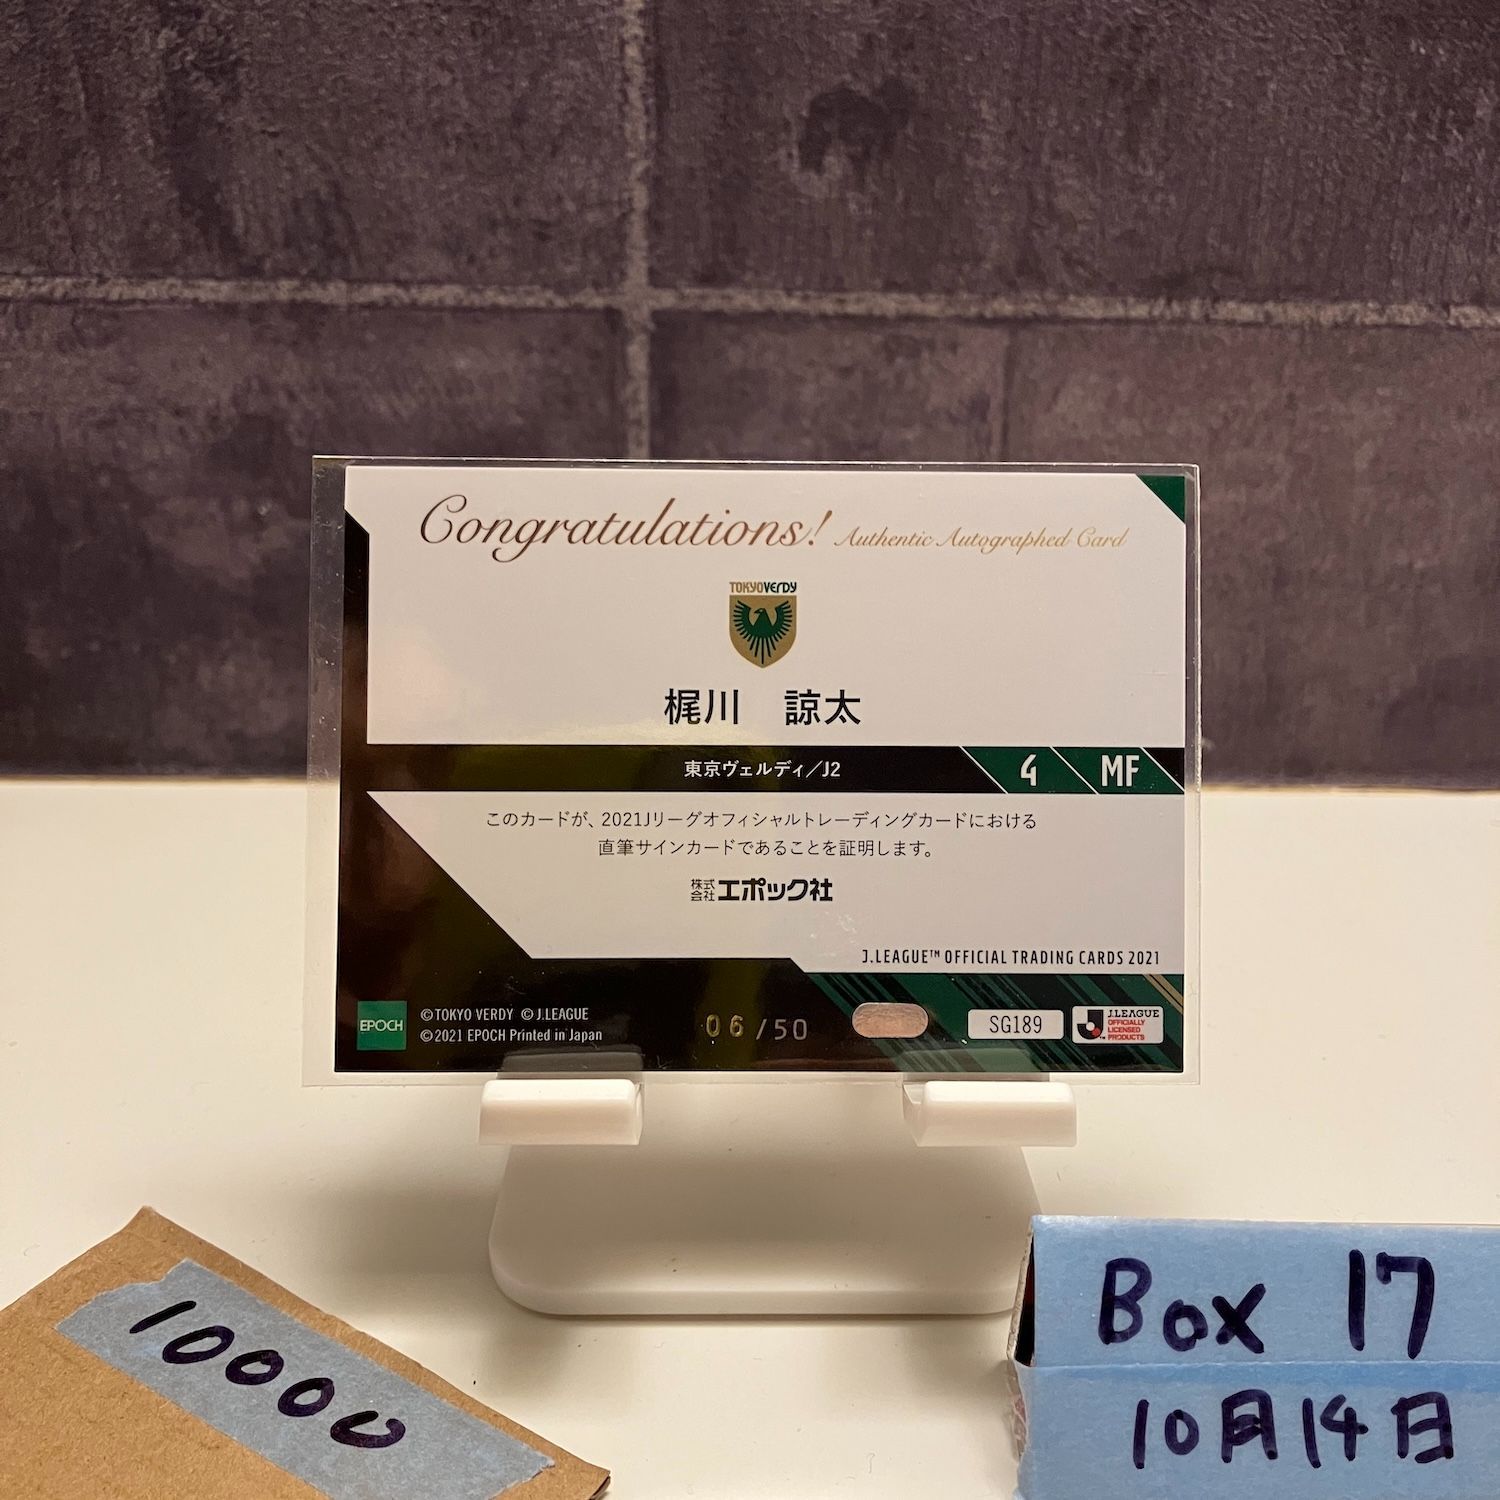 Congratulations! Authentic Autographed Card
TOKYO VERDY
梶川 諒太
東京ヴェルディ/J2
4 MF
このカードが、2021Jリーグオフィシャルトレーディングカードにおける
直筆サインカードであることを証明します。
株式会社エポック社
J.LEAGUE™ OFFICIAL TRADING CARDS 2021
EPOCH
©TOKYO VERDY © J.LEAGUE
©2021 EPOCH Printed in Japan
06/50
SG189
J.LEAGUE
OFFICIALLY
LICENSED
PRODUCTS
10000
Box 17
10月14日